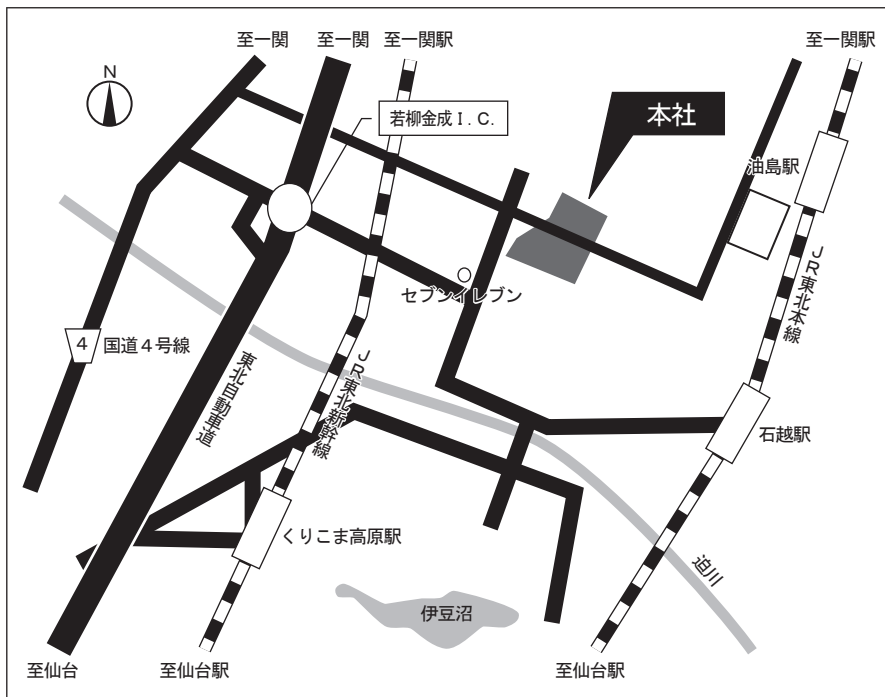 至一関
至一関
至一関駅
至一関駅
N
若柳金成Ｉ.Ｃ.
本社
油島駅
ＪＲ東北本線
セブンイレブン
4
国道４号線
東北自動車道
ＪＲ東北新幹線
石越駅
くりこま高原駅
迫川
伊豆沼
至仙台
至仙台駅
至仙台駅